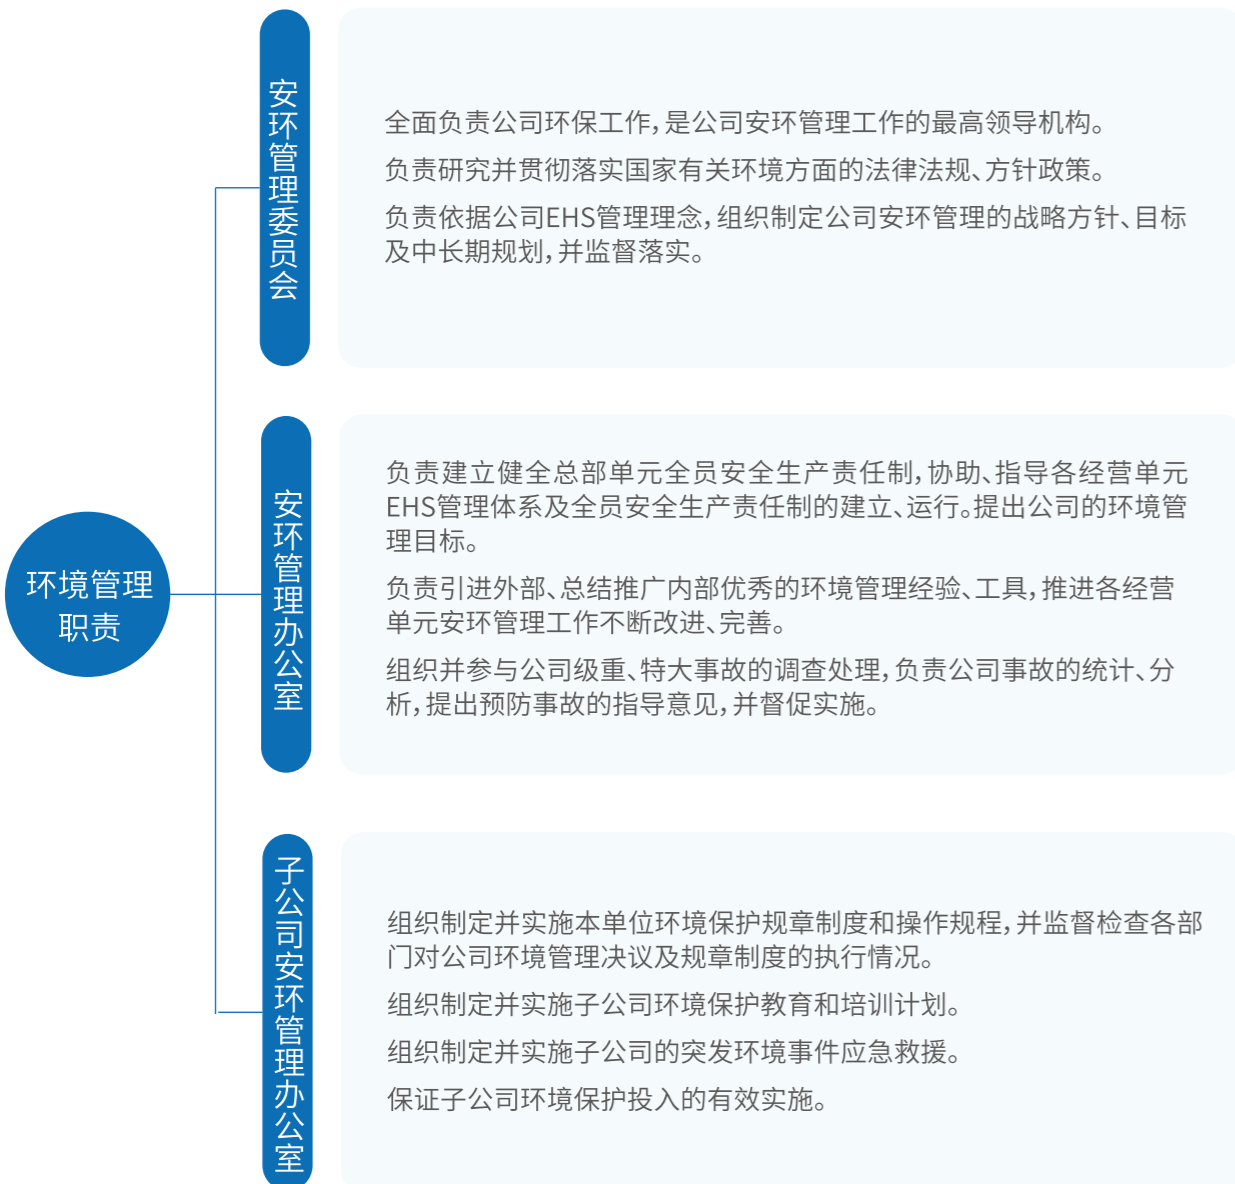 环境管理
职责
安环管理委员会
全面负责公司环保工作，是公司安环管理工作的最高领导机构。
负责研究并贯彻落实国家有关环境方面的法律法规、方针政策。
负责依据公司EHS管理理念，组织制定公司安环管理的战略方针、目标
及中长期规划，并监督落实。
安环管理办公室
负责建立健全总部单元全员安全生产责任制，协助、指导各经营单元
EHS管理体系及全员安全生产责任制的建立、运行。提出公司的环境管
理目标。
负责引进外部、总结推广内部优秀的环境管理经验、工具，推进各经营
单元安环管理工作不断改进、完善。
组织并参与公司级重、特大事故的调查处理，负责公司事故的统计、分
析，提出预防事故的指导意见，并督促实施。
子公司安环管理办公室
组织制定并实施本单位环境保护规章制度和操作规程，并监督检查各部
门对公司环境管理决议及规章制度的执行情况。
组织制定并实施子公司环境保护教育和培训计划。
组织制定并实施子公司的突发环境事件应急救援。
保证子公司环境保护投入的有效实施。